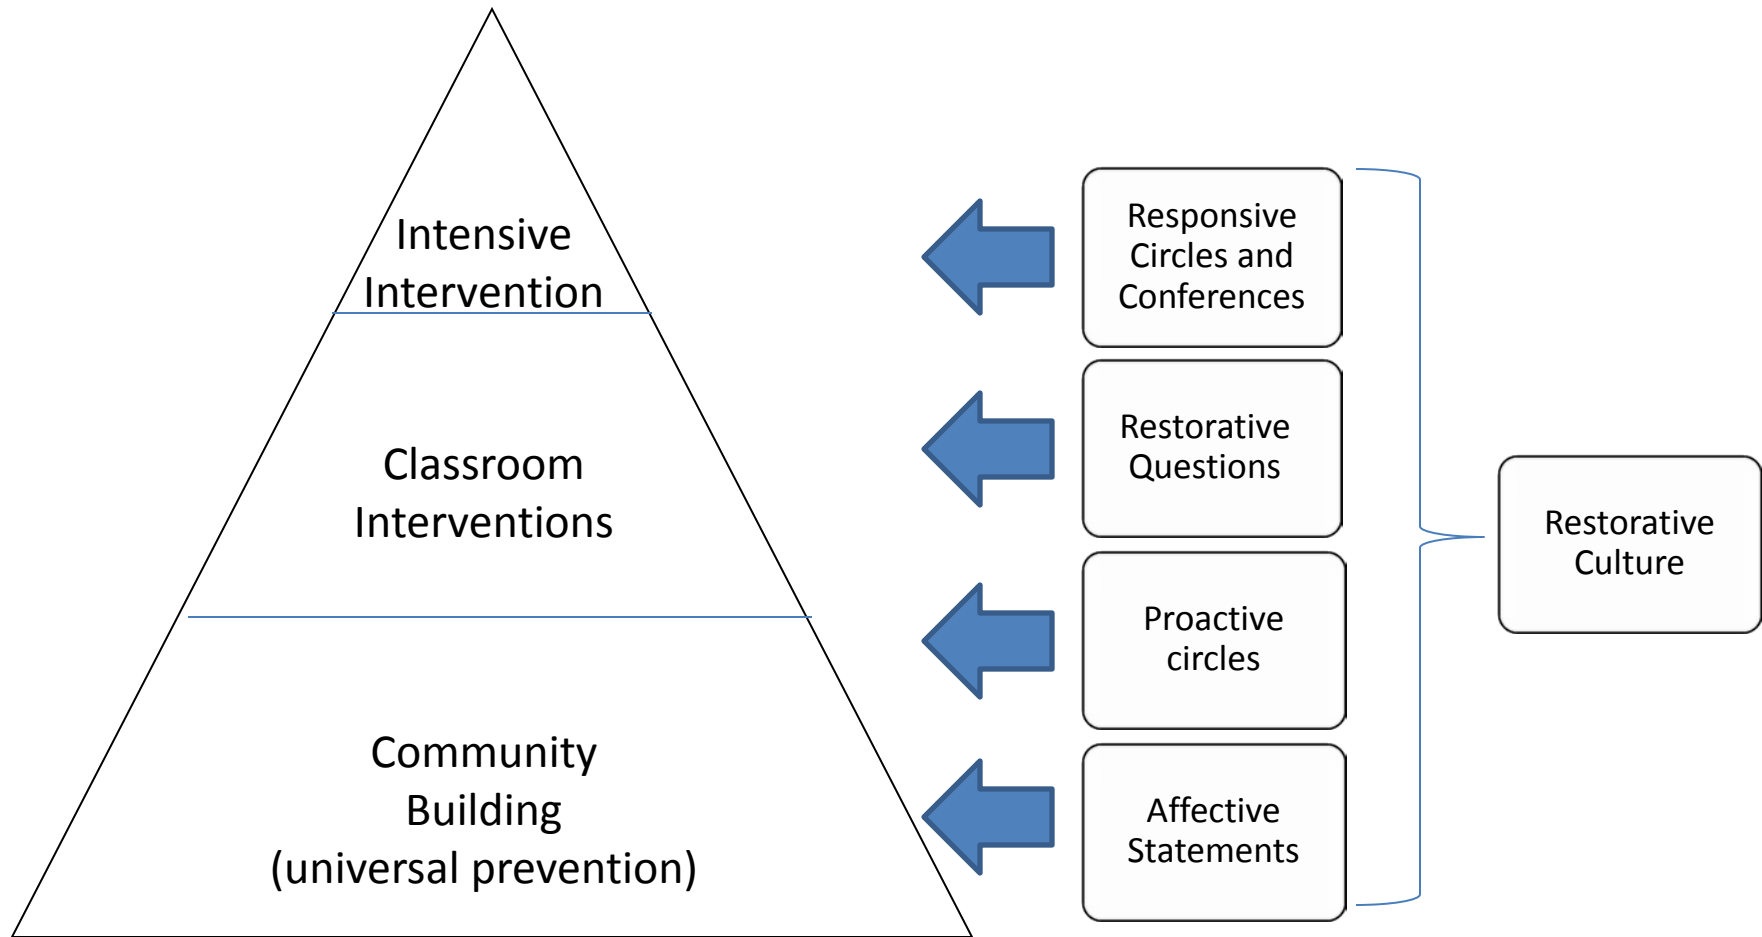 Intensive
Intervention
Classroom
Interventions
Community
Building
(universal prevention)
Responsive
Circles and
Conferences
Restorative
Questions
Proactive
circles
Affective
Statements
Restorative
Culture